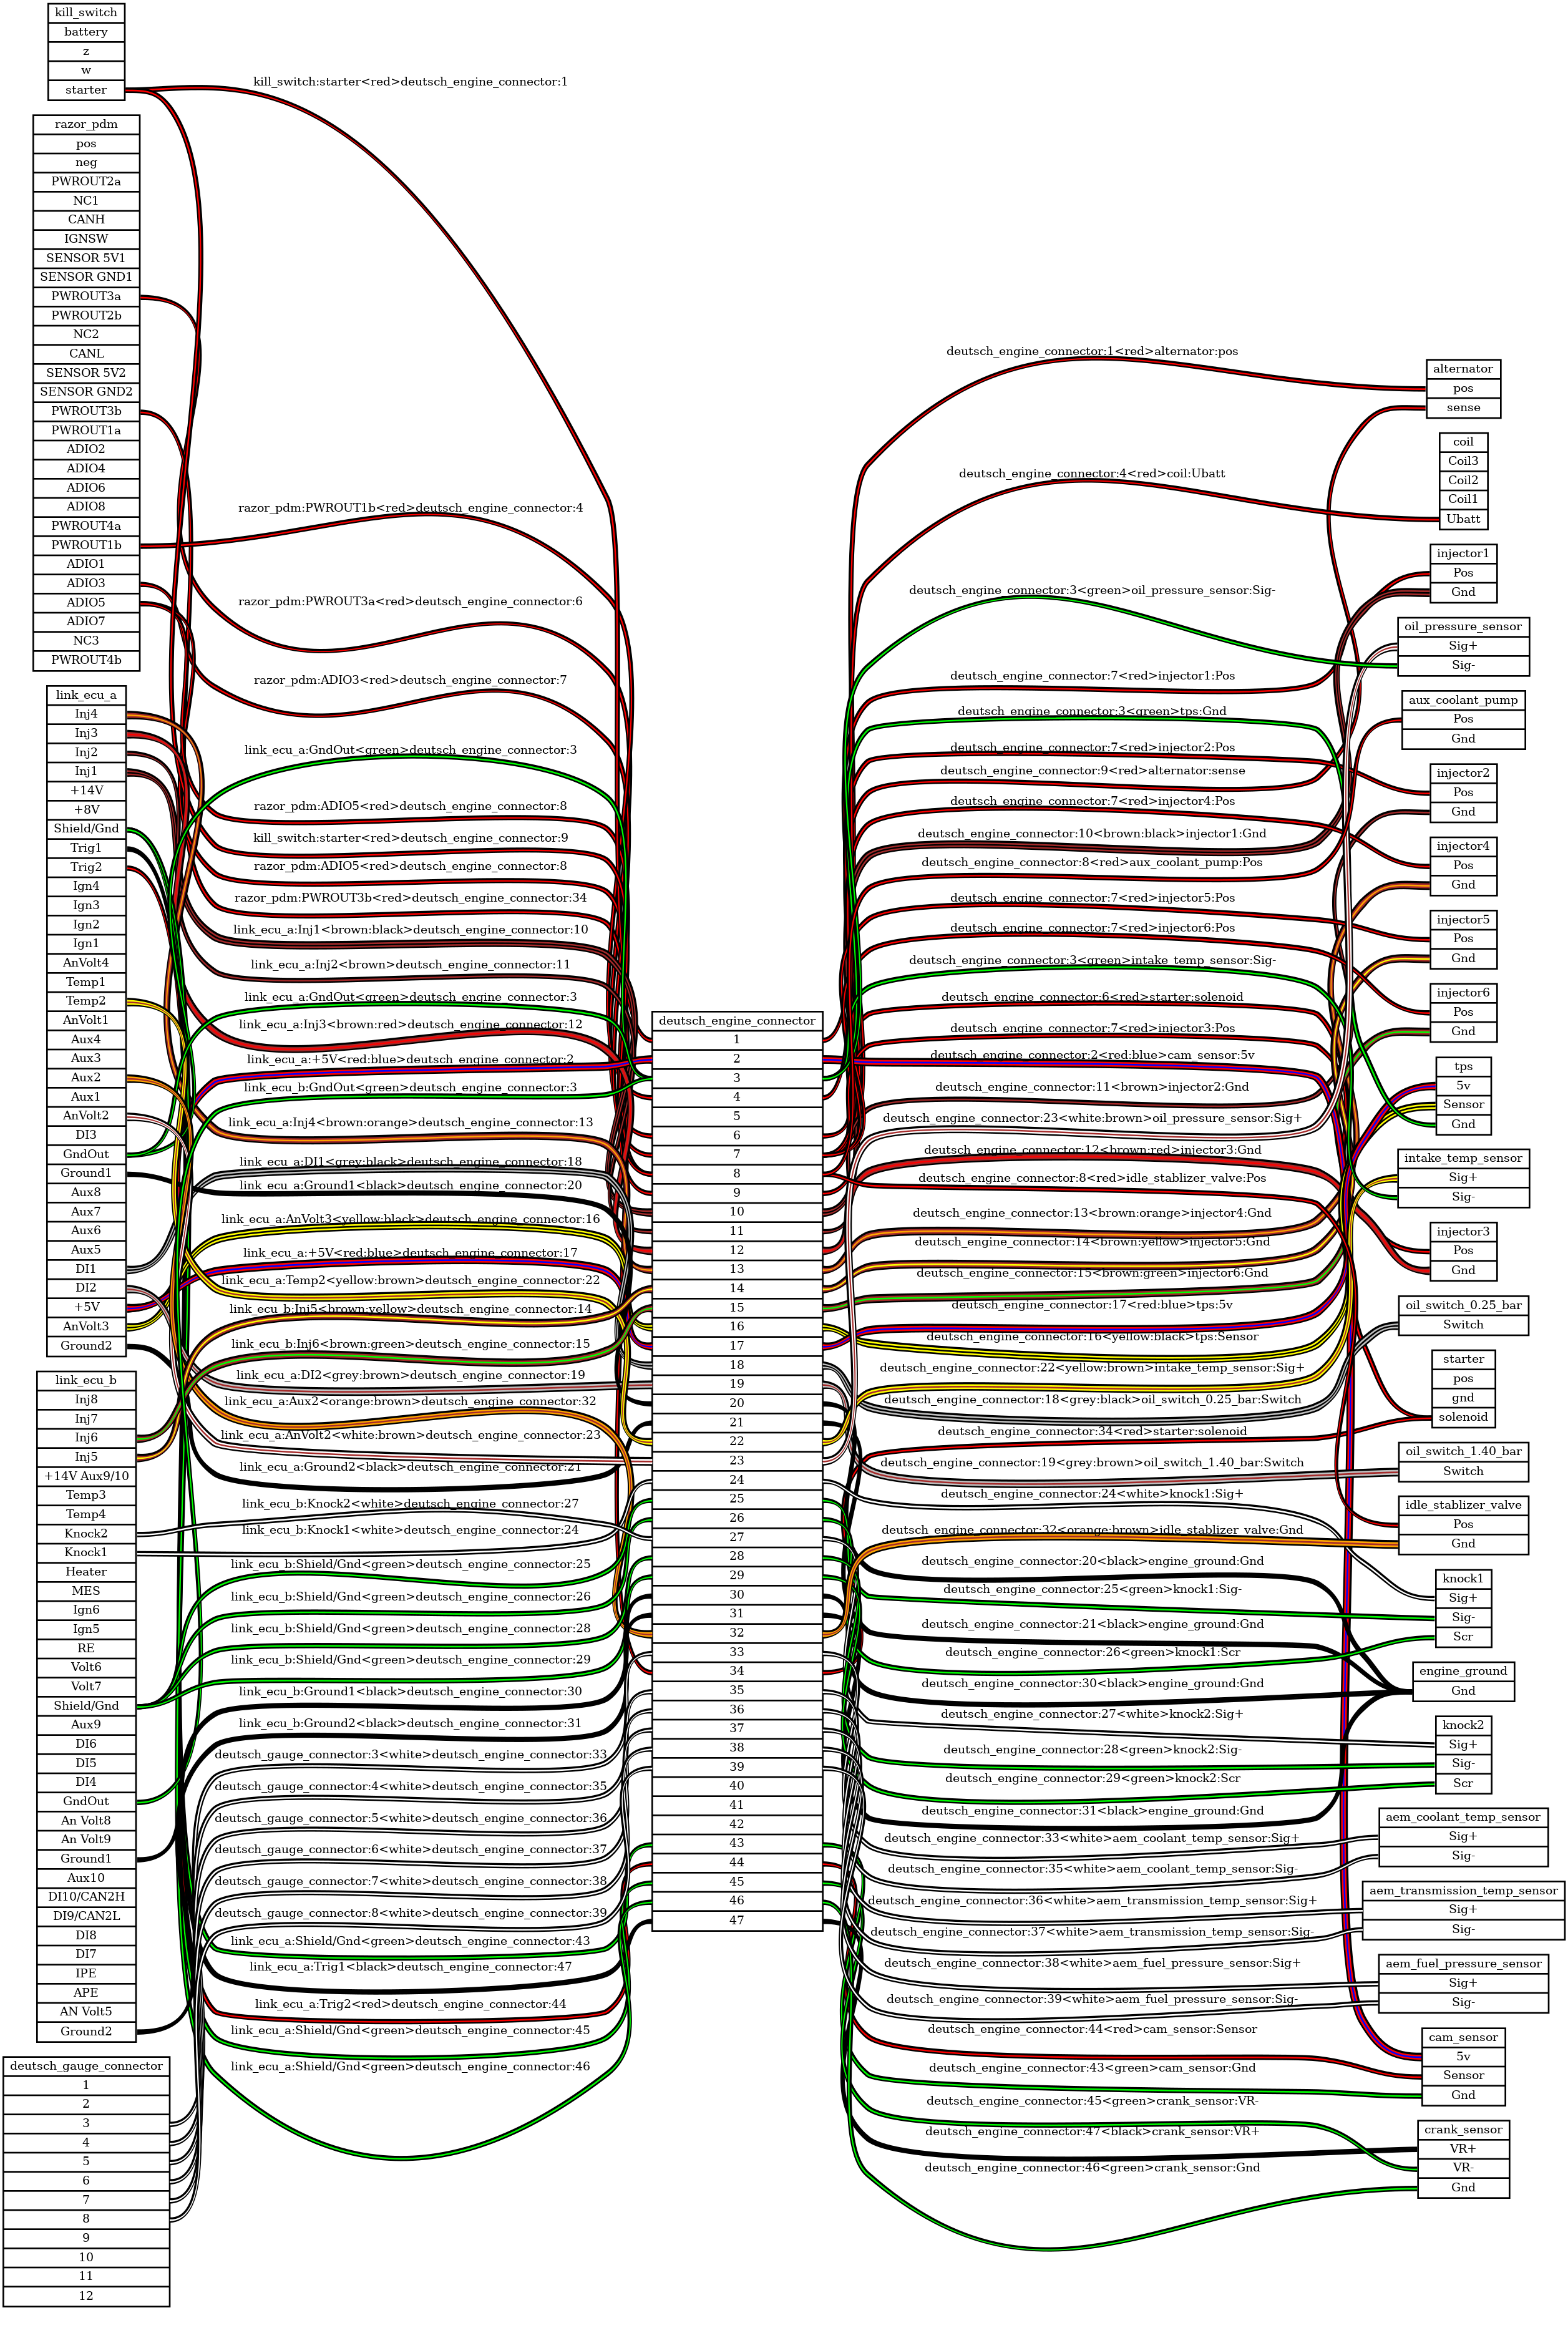 kill_switch
battery
z
w
starter
razor_pdm
pos
neg
PWROUT2a
NC1
CANH
IGNSW
SENSOR 5V1
SENSOR GND1
PWROUT3a
PWROUT2b
NC2
CANL
SENSOR 5V2
SENSOR GND2
PWROUT3b
PWROUT1a
ADIO2
ADIO4
ADIO6
ADIO8
PWROUT4a
PWROUT1b
ADIO1
ADIO3
ADIO5
ADIO7
NC3
PWROUT4b
link_ecu_a
Inj4
Inj3
Inj2
Inj1
+14V
+8V
Shield/Gnd
Trig1
Trig2
Ign4
Ign3
Ign2
Ign1
AnVolt4
Temp1
Temp2
AnVolt1
Aux4
Aux3
Aux2
Aux1
AnVolt2
DI3
GndOut
Ground1
Aux8
Aux7
Aux6
Aux5
DI1
DI2
+5V
AnVolt3
Ground2
link_ecu_b
Inj8
Inj7
Inj6
Inj5
+14V Aux9/10
Temp3
Temp4
Knock2
Knock1
Heater
MES
Ign6
Ign5
RE
Volt6
Volt7
Shield/Gnd
Aux9
DI6
DI5
DI4
GndOut
An Volt8
An Volt9
Ground1
Aux10
DI10/CAN2H
DI9/CAN2L
DI8
DI7
IPE
APE
AN Volt5
Ground2
deutsch_gauge_connector
1
2
3
4
5
6
7
8
9
10
11
12
kill_switch:starter<red>deutsch_engine_connector:1
razor_pdm:PWROUT1b<red>deutsch_engine_connector:4
razor_pdm:PWROUT3a<red>deutsch_engine_connector:6
razor_pdm:ADIO3<red>deutsch_engine_connector:7
link_ecu_a:GndOut<green>deutsch_engine_connector:3
razor_pdm:ADIO5<red>deutsch_engine_connector:8
kill_switch:starter<red>deutsch_engine_connector:9
razor_pdm:ADIO5<red>deutsch_engine_connector:8
razor_pdm:PWROUT3b<red>deutsch_engine_connector:34
link_ecu_a:Inj1<brown:black>deutsch_engine_connector:10
link_ecu_a:Inj2<brown>deutsch_engine_connector:11
link_ecu_a:GndOut<green>deutsch_engine_connector:3
link_ecu_a:Inj3<brown:red>deutsch_engine_connector:12
link_ecu_a:+5V<red:blue>deutsch_engine_connector:2
link_ecu_b:GndOut<green>deutsch_engine_connector:3
link_ecu_a:Inj4<brown:orange>deutsch_engine_connector:13
link_ecu_a:DI1<grey:black>deutsch_engine_connector:18
link_ecu_a:Ground1<black>deutsch_engine_connector:20
link_ecu_a:AnVolt3<yellow:black>deutsch_engine_connector:16
link_ecu_a:+5V<red:blue>deutsch_engine_connector:17
link_ecu_a:Temp2<yellow:brown>deutsch_engine_connector:22
link_ecu_b:Inj5<brown:yellow>deutsch_engine_connector:14
link_ecu_b:Inj6<brown:green>deutsch_engine_connector:15
link_ecu_a:DI2<grey:brown>deutsch_engine_connector:19
link_ecu_a:Aux2<orange:brown>deutsch_engine_connector:32
link_ecu_a:AnVolt2<white:brown>deutsch_engine_connector:23
link_ecu_a:Ground2<black>deutsch_engine_connector:21
link_ecu_b:Knock2<white>deutsch_engine_connector:27
link_ecu_b:Knock1<white>deutsch_engine_connector:24
link_ecu_b:Shield/Gnd<green>deutsch_engine_connector:25
link_ecu_b:Shield/Gnd<green>deutsch_engine_connector:26
link_ecu_b:Shield/Gnd<green>deutsch_engine_connector:28
link_ecu_b:Shield/Gnd<green>deutsch_engine_connector:29
link_ecu_b:Ground1<black>deutsch_engine_connector:30
link_ecu_b:Ground2<black>deutsch_engine_connector:31
deutsch_gauge_connector:3<white>deutsch_engine_connector:33
deutsch_gauge_connector:4<white>deutsch_engine_connector:35
deutsch_gauge_connector:5<white>deutsch_engine_connector:36
deutsch_gauge_connector:6<white>deutsch_engine_connector:37
deutsch_gauge_connector:7<white>deutsch_engine_connector:38
deutsch_gauge_connector:8<white>deutsch_engine_connector:39
link_ecu_a:Shield/Gnd<green>deutsch_engine_connector:43
link_ecu_a:Trig1<black>deutsch_engine_connector:47
link_ecu_a:Trig2<red>deutsch_engine_connector:44
link_ecu_a:Shield/Gnd<green>deutsch_engine_connector:45
link_ecu_a:Shield/Gnd<green>deutsch_engine_connector:46
deutsch_engine_connector
1
2
3
4
5
6
7
8
9
10
11
12
13
14
15
16
17
18
19
20
21
22
23
24
25
26
27
28
29
30
31
32
33
34
35
36
37
38
39
40
41
42
43
44
45
46
47
deutsch_engine_connector:1<red>alternator:pos
deutsch_engine_connector:4<red>coil:Ubatt
deutsch_engine_connector:3<green>oil_pressure_sensor:Sig-
deutsch_engine_connector:7<red>injector1:Pos
deutsch_engine_connector:3<green>tps:Gnd
deutsch_engine_connector:7<red>injector2:Pos
deutsch_engine_connector:9<red>alternator:sense
deutsch_engine_connector:7<red>injector4:Pos
deutsch_engine_connector:10<brown:black>injector1:Gnd
deutsch_engine_connector:8<red>aux_coolant_pump:Pos
deutsch_engine_connector:7<red>injector5:Pos
deutsch_engine_connector:7<red>injector6:Pos
deutsch_engine_connector:3<green>intake_temp_sensor:Sig-
deutsch_engine_connector:6<red>starter:solenoid
deutsch_engine_connector:7<red>injector3:Pos
deutsch_engine_connector:2<red:blue>cam_sensor:5v
deutsch_engine_connector:11<brown>injector2:Gnd
deutsch_engine_connector:23<white:brown>oil_pressure_sensor:Sig+
deutsch_engine_connector:12<brown:red>injector3:Gnd
deutsch_engine_connector:8<red>idle_stablizer_valve:Pos
deutsch_engine_connector:13<brown:orange>injector4:Gnd
deutsch_engine_connector:14<brown:yellow>injector5:Gnd
deutsch_engine_connector:15<brown:green>injector6:Gnd
deutsch_engine_connector:17<red:blue>tps:5v
deutsch_engine_connector:16<yellow:black>tps:Sensor
deutsch_engine_connector:22<yellow:brown>intake_temp_sensor:Sig+
deutsch_engine_connector:18<grey:black>oil_switch_0.25_bar:Switch
deutsch_engine_connector:34<red>starter:solenoid
deutsch_engine_connector:19<grey:brown>oil_switch_1.40_bar:Switch
deutsch_engine_connector:24<white>knock1:Sig+
deutsch_engine_connector:32<orange:brown>idle_stablizer_valve:Gnd
deutsch_engine_connector:20<black>engine_ground:Gnd
deutsch_engine_connector:25<green>knock1:Sig-
deutsch_engine_connector:21<black>engine_ground:Gnd
deutsch_engine_connector:26<green>knock1:Scr
deutsch_engine_connector:30<black>engine_ground:Gnd
deutsch_engine_connector:27<white>knock2:Sig+
deutsch_engine_connector:28<green>knock2:Sig-
deutsch_engine_connector:29<green>knock2:Scr
deutsch_engine_connector:31<black>engine_ground:Gnd
deutsch_engine_connector:33<white>aem_coolant_temp_sensor:Sig+
deutsch_engine_connector:35<white>aem_coolant_temp_sensor:Sig-
deutsch_engine_connector:36<white>aem_transmission_temp_sensor:Sig+
deutsch_engine_connector:37<white>aem_transmission_temp_sensor:Sig-
deutsch_engine_connector:38<white>aem_fuel_pressure_sensor:Sig+
deutsch_engine_connector:39<white>aem_fuel_pressure_sensor:Sig-
deutsch_engine_connector:44<red>cam_sensor:Sensor
deutsch_engine_connector:43<green>cam_sensor:Gnd
deutsch_engine_connector:45<green>crank_sensor:VR-
deutsch_engine_connector:47<black>crank_sensor:VR+
deutsch_engine_connector:46<green>crank_sensor:Gnd
alternator
pos
sense
coil
Coil3
Coil2
Coil1
Ubatt
injector1
Pos
Gnd
oil_pressure_sensor
Sig+
Sig-
aux_coolant_pump
Pos
Gnd
injector2
Pos
Gnd
injector4
Pos
Gnd
injector5
Pos
Gnd
injector6
Pos
Gnd
tps
5v
Sensor
Gnd
intake_temp_sensor
Sig+
Sig-
injector3
Pos
Gnd
oil_switch_0.25_bar
Switch
starter
pos
gnd
solenoid
oil_switch_1.40_bar
Switch
idle_stablizer_valve
Pos
Gnd
knock1
Sig+
Sig-
Scr
engine_ground
Gnd
knock2
Sig+
Sig-
Scr
aem_coolant_temp_sensor
Sig+
Sig-
aem_transmission_temp_sensor
Sig+
Sig-
aem_fuel_pressure_sensor
Sig+
Sig-
cam_sensor
5v
Sensor
Gnd
crank_sensor
VR+
VR-
Gnd